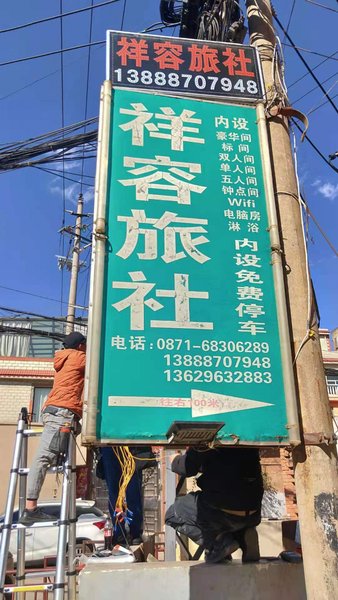 祥容旅社
13888707948
祥容旅社
内设
豪华间
标间
双人间
单人间
五人间
钟点间
Wifi
电脑房
淋浴
内设免费停车
电话:0871-68306289
13888707948
13629632883
(往右100米)